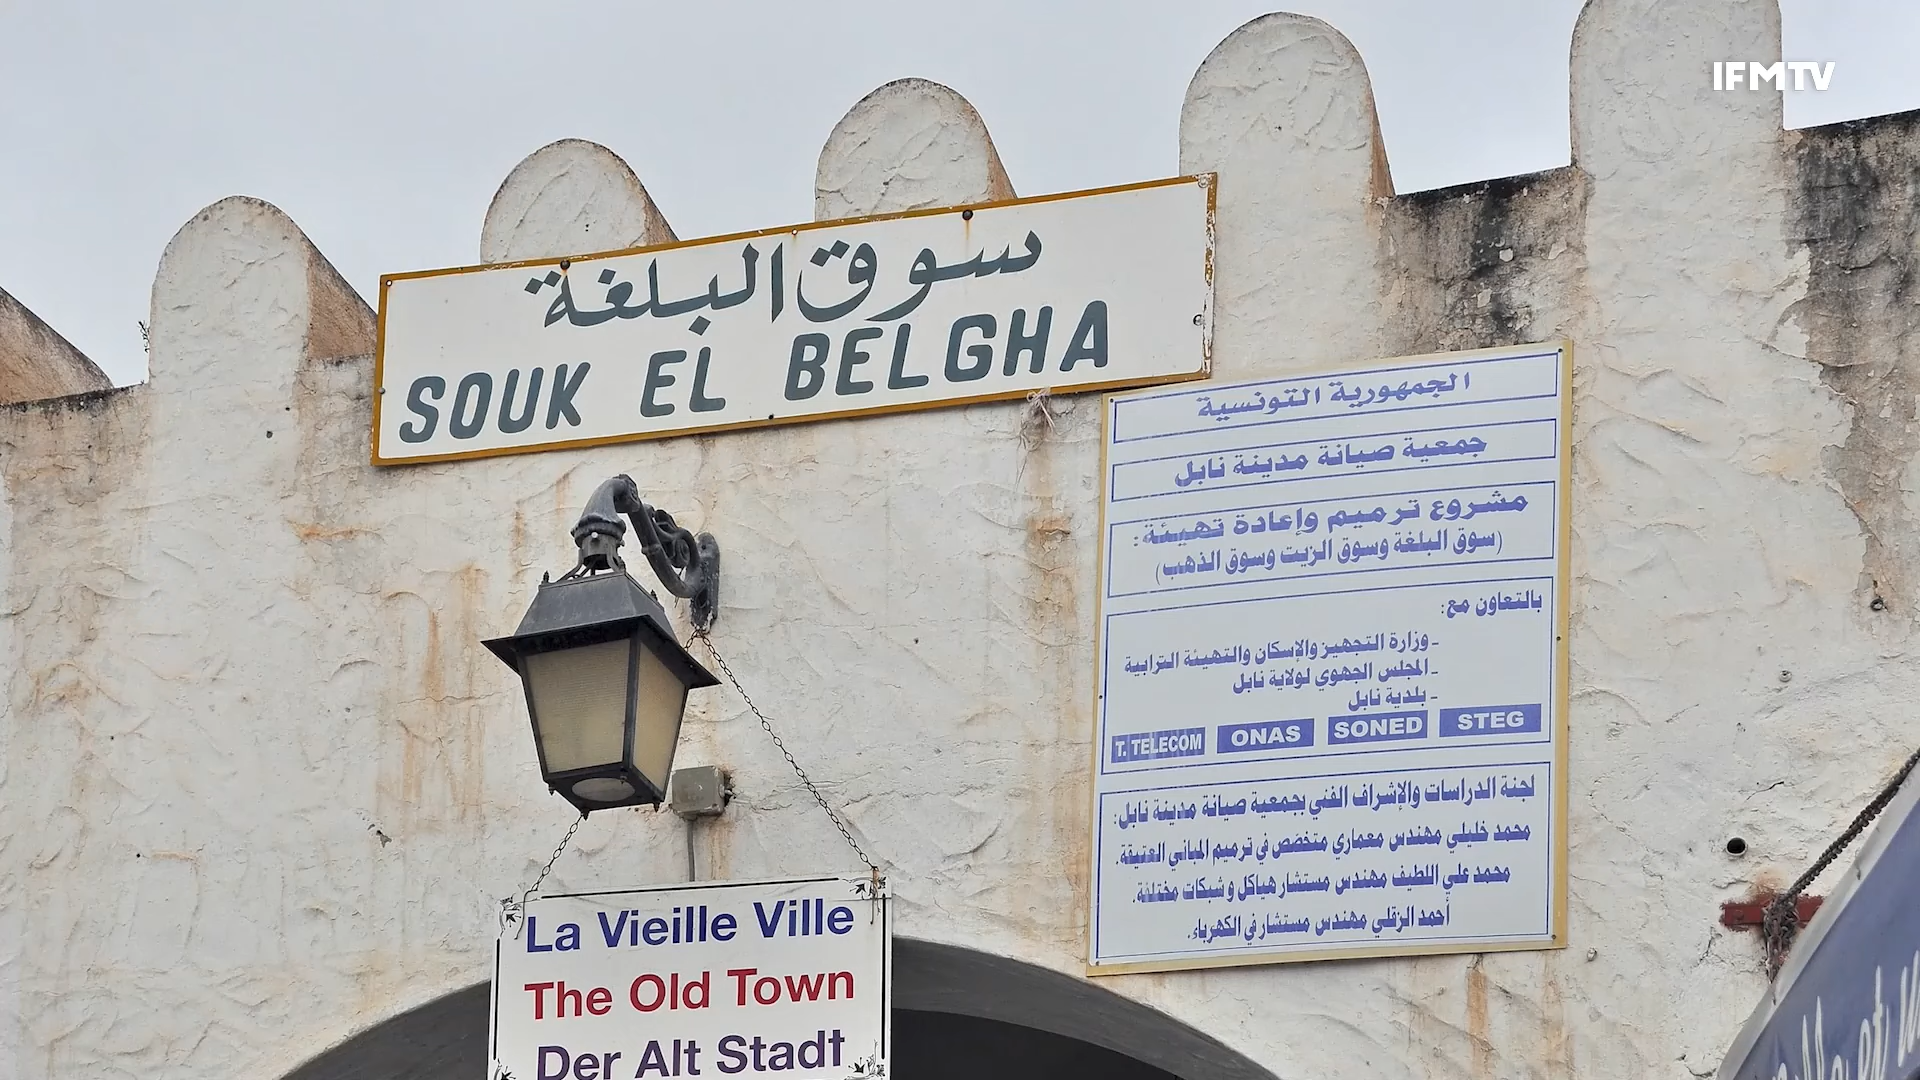 IFMTV
سوق البلغة
SOUK EL BELGHA
الجمهورية التونسية
جمعية صيانة مدينة نابل
مشروع ترميم وإعادة تهيئة:
(سوق البلغة وسوق الزيت وسوق الذهب)
بالتعاون مع:
- وزارة التجهيز والإسكان والتهيئة الترابية
- المجلس الجهوي لولاية نابل
- بلدية نابل
T. TELECOM ONAS SONED STEG
لجنة الدراسات والإشراف الفني بجمعية صيانة مدينة نابل:
محمد خليلي مهندس معماري متخصص في ترميم المباني العتيقة.
محمد علي اللطيف مهندس مستشار هياكل و شبكات مختلفة.
أحمد الزقلي مهندس مستشار في الكهرباء.
La Vieille Ville
The Old Town
Der Alt Stadt